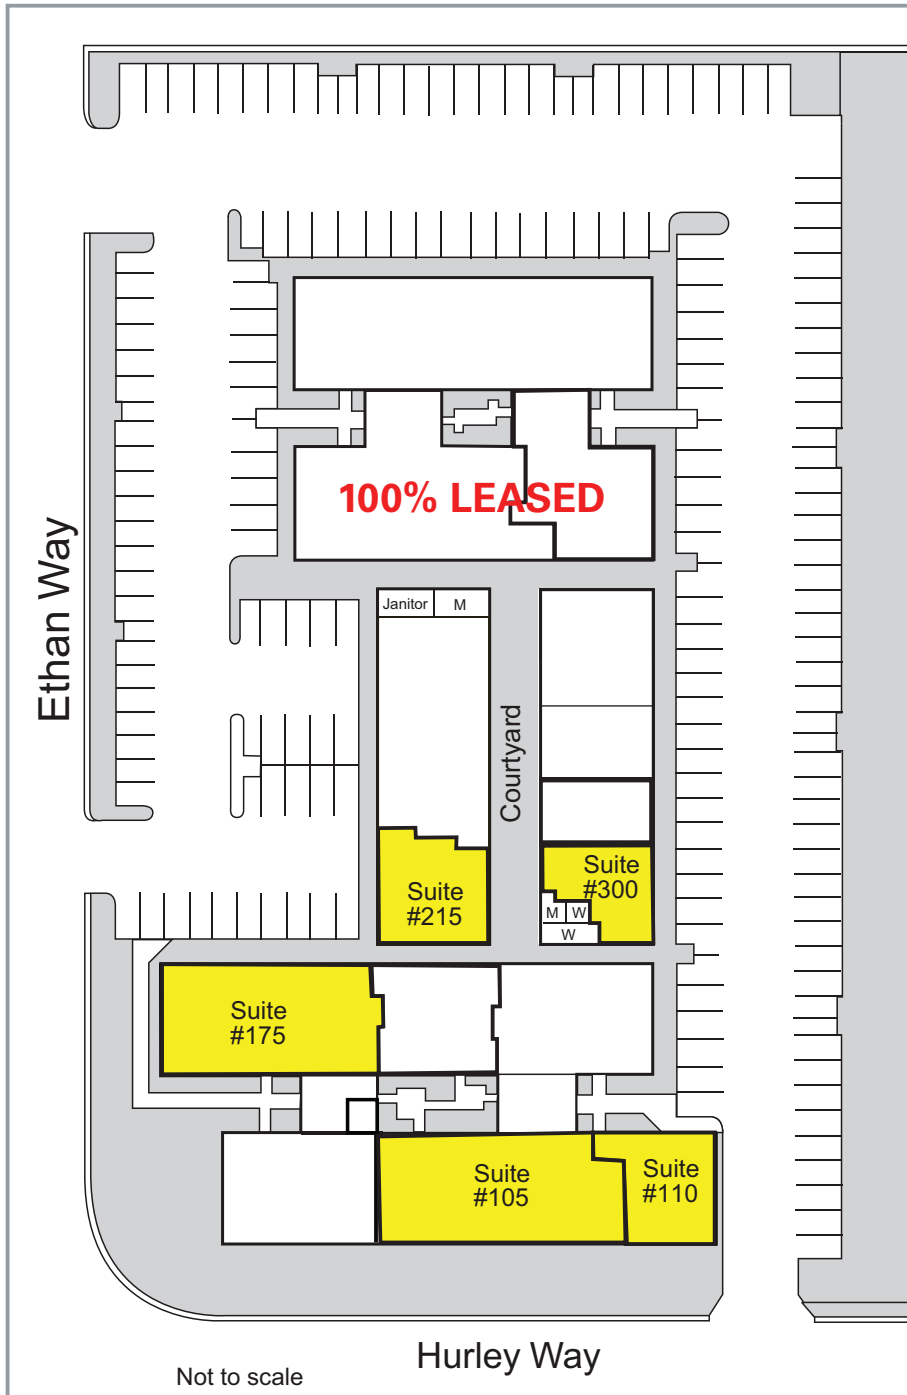 100% LEASED
Ethan Way
Janitor
M
Courtyard
Suite
#215
Suite
#300
M
W
W
Suite
#175
Suite
#105
Suite
#110
Hurley Way
Not to scale